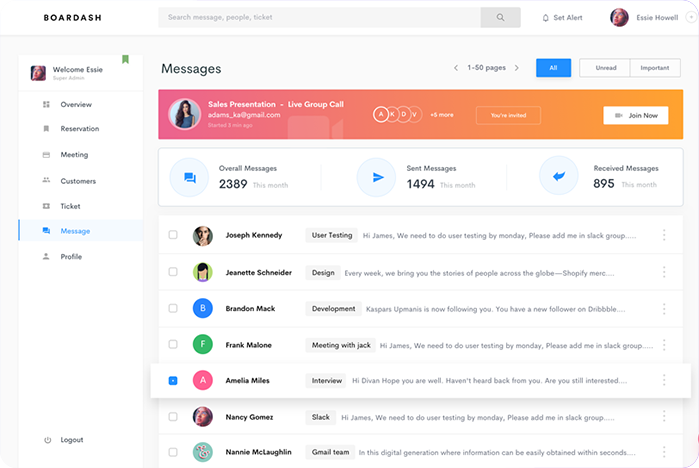 BOARDASH
Search message, people, ticket
Set Alert
Essie Howell
Welcome Essie
Super Admin
Overview
Reservation
Meeting
Customers
Ticket
Message
Profile
Logout
Messages
1-50 pages
All
Unread
Important
Sales Presentation - Live Group Call
adams_ka@gmail.com
Started 3 min ago
A K D V
+5 more
You're invited
Join Now
Overall Messages
2389 This month
Sent Messages
1494 This month
Received Messages
895 This month
Joseph Kennedy User Testing Hi James, We need to do user testing by monday, Please add me in slack group.....
Jeanette Schneider Design Every week, we bring you the stories of people across the globe—Shopify merc....
B Brandon Mack Development Kaspars Upmanis is now following you. You have a new follower on Dribbble....
F Frank Malone Meeting with jack Hi James, We need to do user testing by monday, Please add me in slack group.....
A Amelia Miles Interview Hi Divan Hope you are well. Haven't heard back from you. Are you still interested....
Nancy Gomez Slack Hi James, We need to do user testing by monday, Please add me in slack group.....
Nannie McLaughlin Gmail team In this digital generation where information can be easily obtained within seconds....